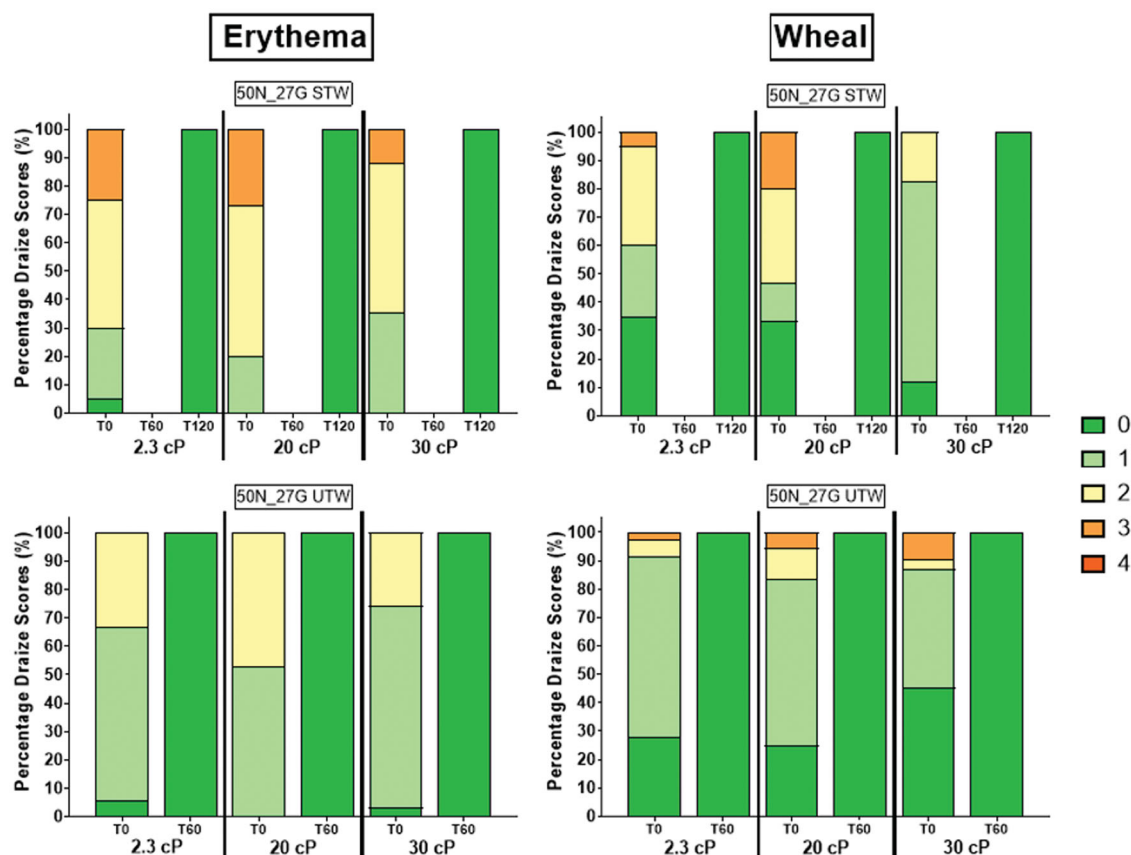 Erythema
Wheal
50N_27G STW
50N_27G STW
Percentage Draize Scores (%)
100
90
80
70
60
50
40
30
20
10
0
T0 T60 T120 T0 T60 T120 T0 T60 T120
2.3 cP 20 cP 30 cP
Percentage Draize Scores (%)
100
90
80
70
60
50
40
30
20
10
0
T0 T60 T120 T0 T60 T120 T0 T60 T120
2.3 cP 20 cP 30 cP
0
1
2
3
4
50N_27G UTW
50N_27G UTW
Percentage Draize Scores (%)
100
90
80
70
60
50
40
30
20
10
0
T0 T60 T0 T60 T0 T60
2.3 cP 20 cP 30 cP
Percentage Draize Scores (%)
100
90
80
70
60
50
40
30
20
10
0
T0 T60 T0 T60 T0 T60
2.3 cP 20 cP 30 cP